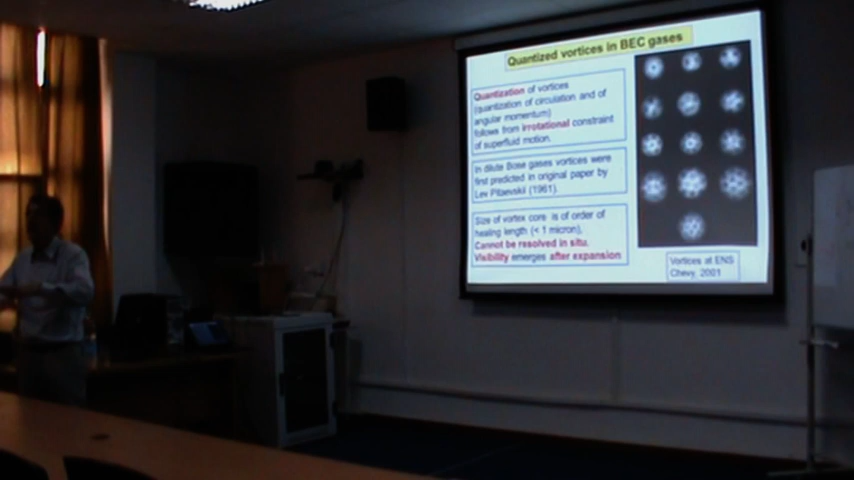 Quantized vortices in BEC gases
Quantization of vortices
(quantization of circulation and of
angular momentum)
follows from irrotational constraint
of superfluid motion.
In dilute Bose gases vortices were
first predicted in original paper by
Lev Pitaevskii (1961).
Size of vortex core is of order of
healing length (< 1 micron).
Cannot be resolved in situ.
Visibility emerges after expansion
Vortices at ENS
Chevy, 2001